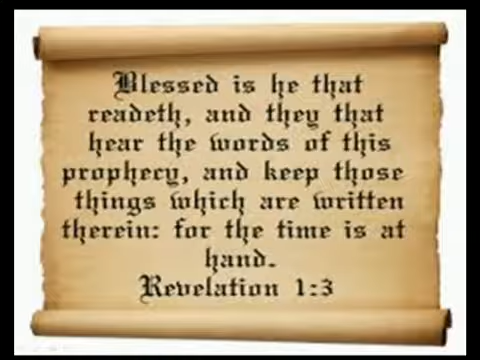 Blessed is he that
readeth, and they that
hear the words of this
prophecy, and keep those
things which are written
therein: for the time is at
hand.
Revelation 1:3